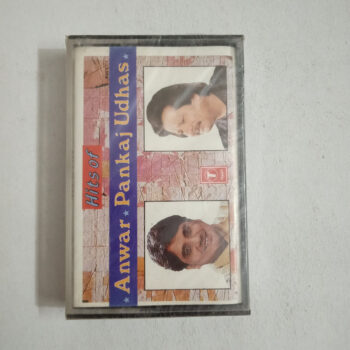 Hits of
★ Anwar ★ Pankaj Udhas ★
T